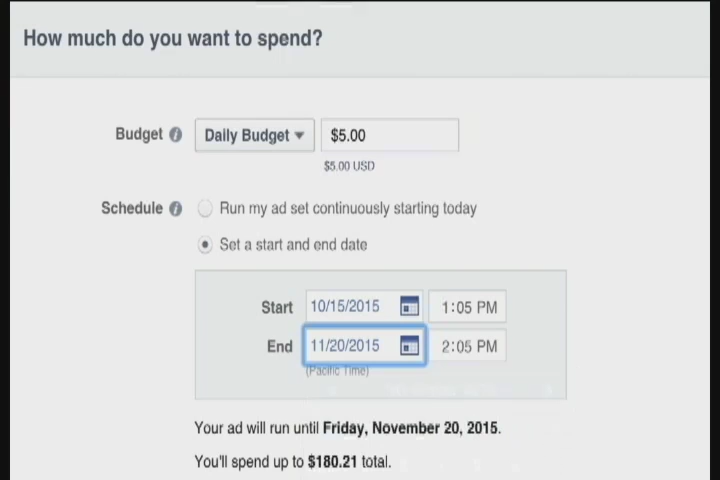 How much do you want to spend?
Budget i Daily Budget $5.00
$5.00 USD
Schedule i Run my ad set continuously starting today
Set a start and end date
Start 10/15/2015 1:05 PM
End 11/20/2015 2:05 PM
(Pacific Time)
Your ad will run until Friday, November 20, 2015.
You'll spend up to $180.21 total.